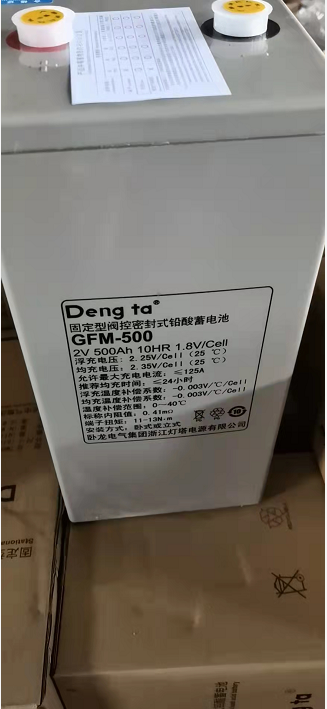 Deng ta®
固定型阀控密封式铅酸蓄电池
GFM-500
2V 500Ah 10HR 1.8V/Cell
浮充电压: 2.25V/Cell (25 ℃)
均充电压: 2.35V/Cell (25 ℃)
允许最大充电电流: ≤125A
推荐均充时间: ≤24小时
浮充温度补偿系数: -0.003V/℃/Cell
均充温度补偿系数: -0.003V/℃/Cell
温度补偿范围: 0—40℃
标称内阻值: 0.41mΩ
端子扭矩: 11-13N·m
安装方式: 卧式或立式
卧龙电气集团浙江灯塔电源有限公司
10
固定
Stationa
Deng ta